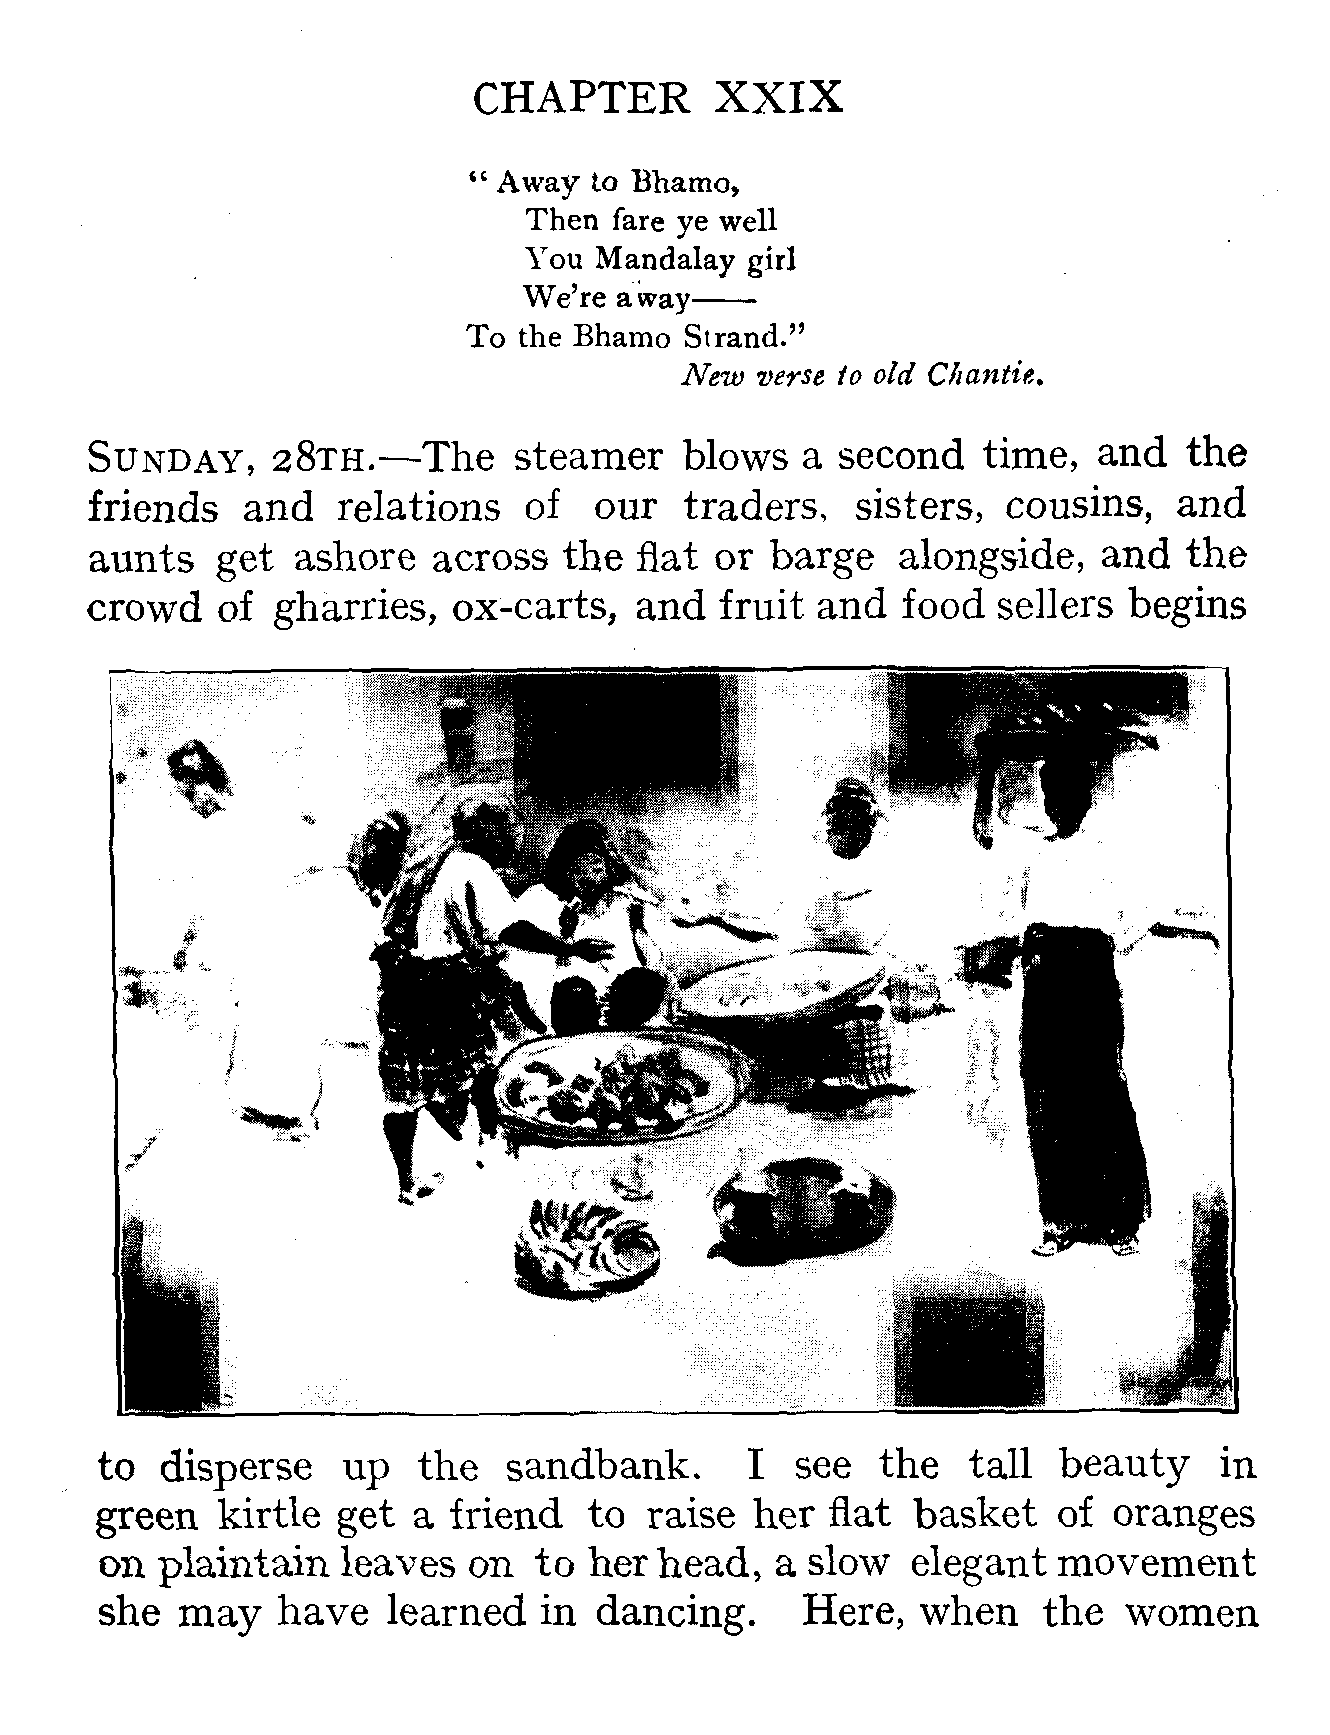 CHAPTER XXIX
“Away to Bhamo,
Then fare ye well
You Mandalay girl
We’re away——
To the Bhamo Strand.”
New verse to old Chantie.
SUNDAY, 28TH.—The steamer blows a second time, and the
friends and relations of our traders, sisters, cousins, and
aunts get ashore across the flat or barge alongside, and the
crowd of gharries, ox-carts, and fruit and food sellers begins
to disperse up the sandbank. I see the tall beauty in
green kirtle get a friend to raise her flat basket of oranges
on plaintain leaves on to her head, a slow elegant movement
she may have learned in dancing. Here, when the women